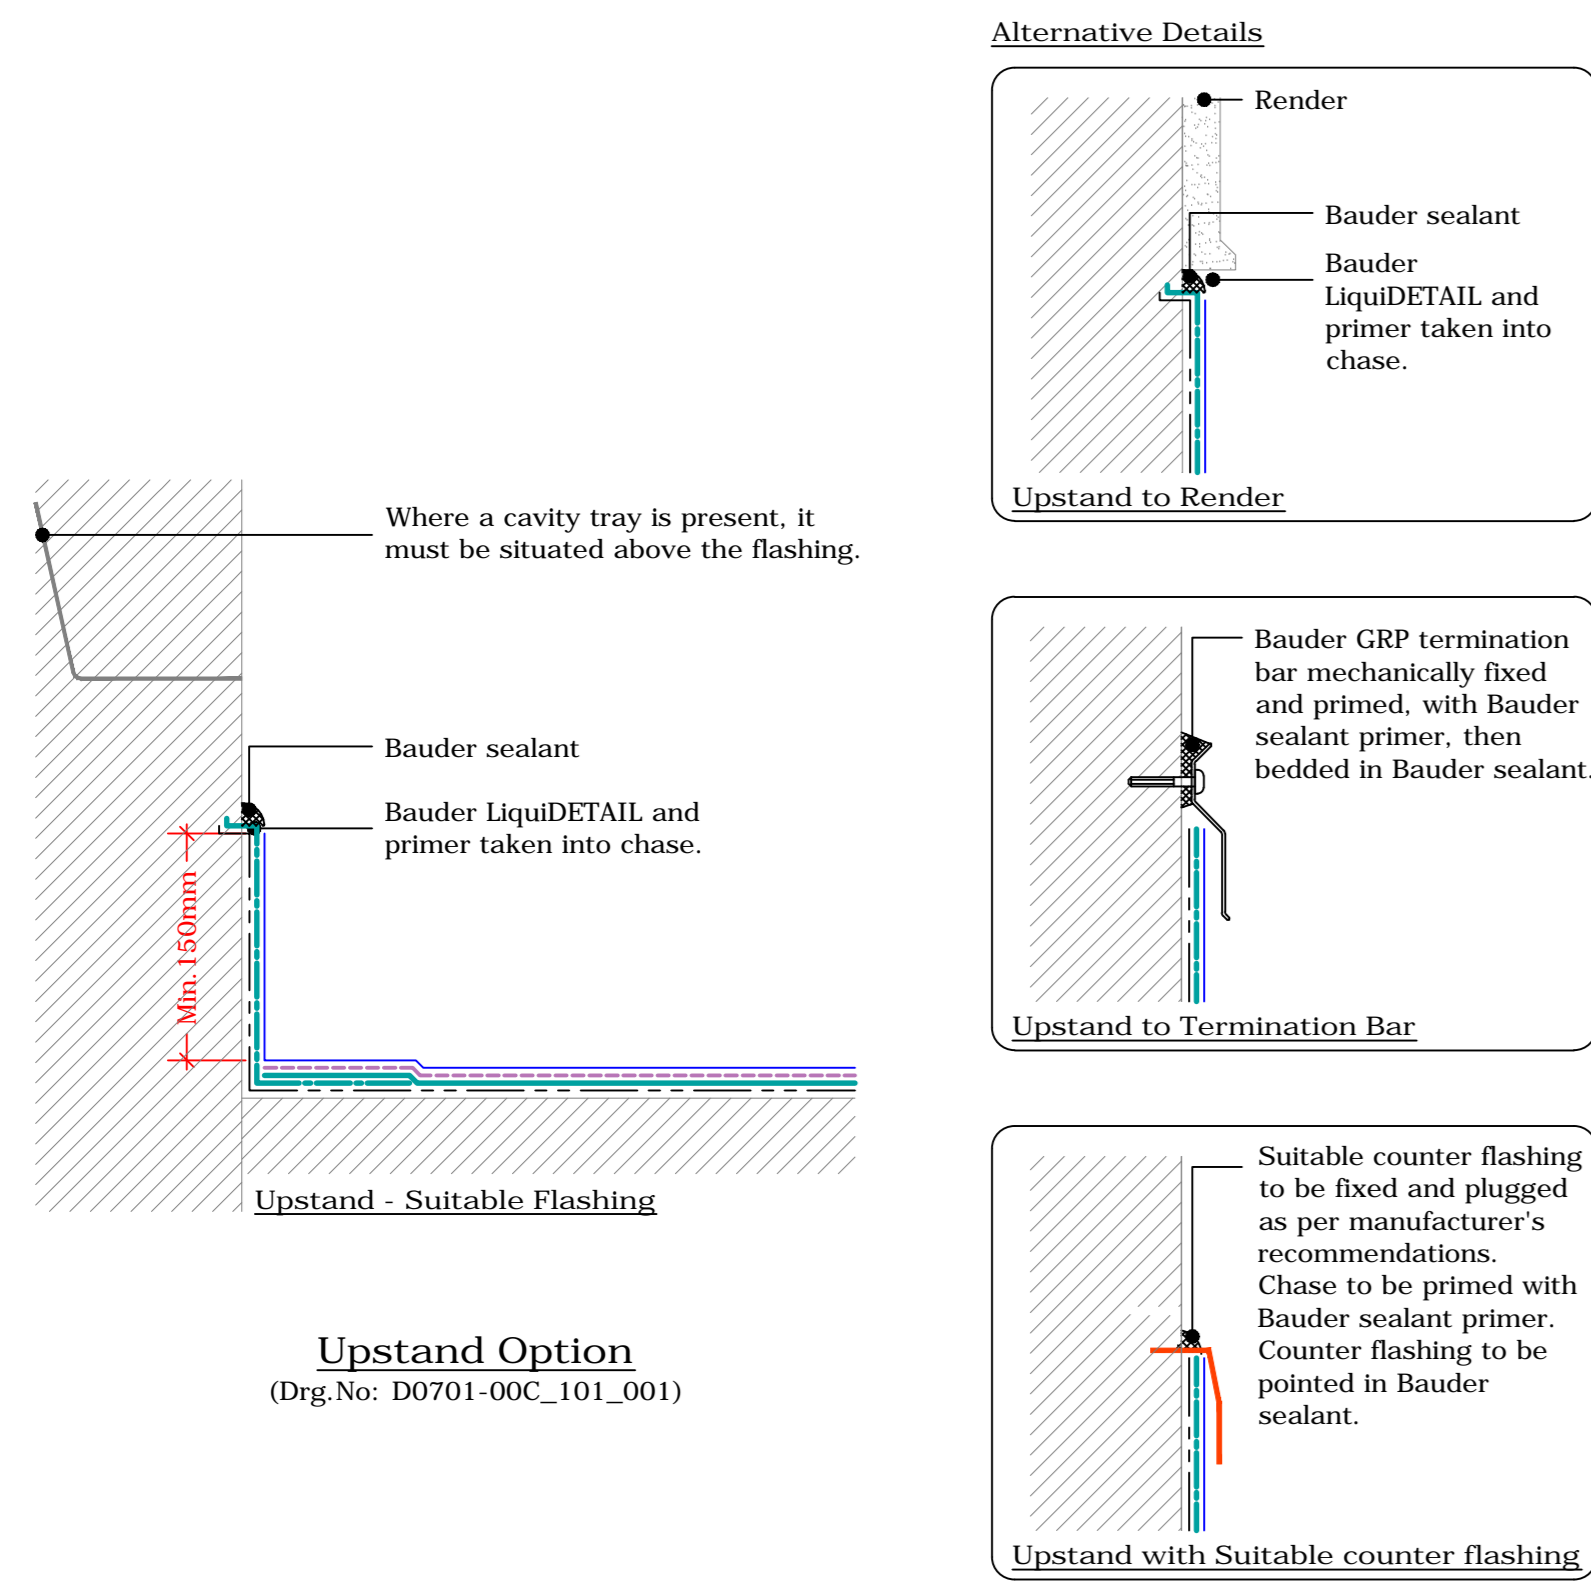 Alternative Details
Render
Bauder sealant
Bauder
LiquiDETAIL and
primer taken into
chase.
Upstand to Render
Where a cavity tray is present, it
must be situated above the flashing.
Bauder sealant
Bauder LiquiDETAIL and
primer taken into chase.
Min.150mm
Upstand - Suitable Flashing
Upstand Option
(Drg.No: D0701-00C_101_001)
Bauder GRP termination
bar mechanically fixed
and primed, with Bauder
sealant primer, then
bedded in Bauder sealant.
Upstand to Termination Bar
Suitable counter flashing
to be fixed and plugged
as per manufacturer's
recommendations.
Chase to be primed with
Bauder sealant primer.
Counter flashing to be
pointed in Bauder
sealant.
Upstand with Suitable counter flashing